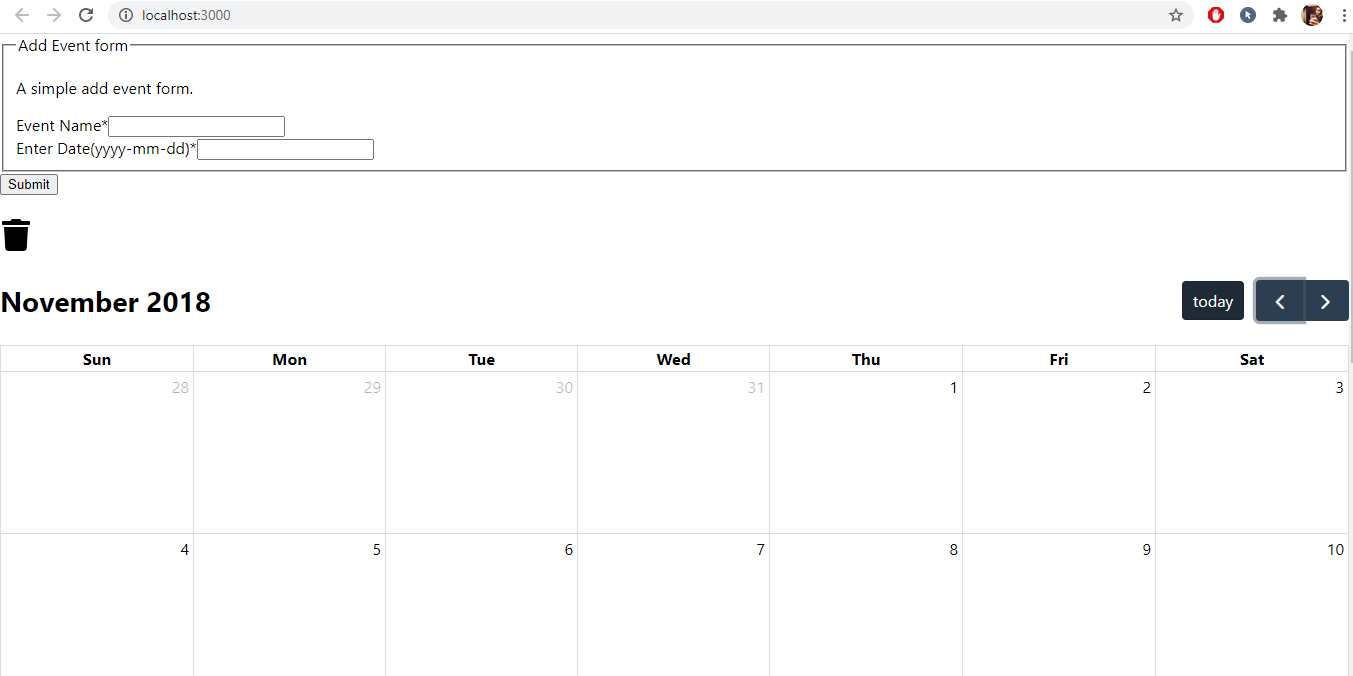 localhost:3000
Add Event form
A simple add event form.
Event Name*
Enter Date(yyyy-mm-dd)*
Submit
November 2018 today
Sun Mon Tue Wed Thu Fri Sat
28 29 30 31 1 2 3
4 5 6 7 8 9 10